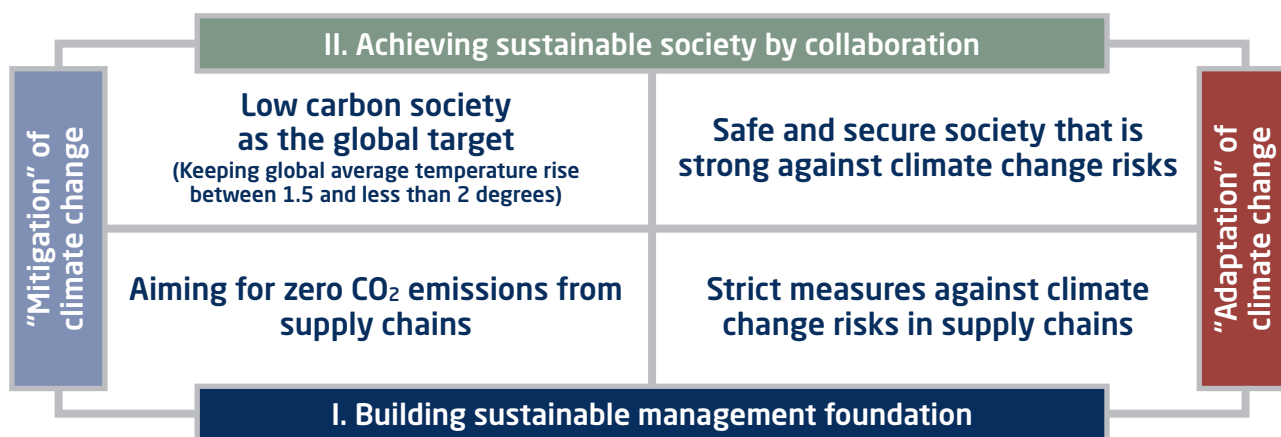 II. Achieving sustainable society by collaboration
"Mitigation" of
climate change
Low carbon society
as the global target
(Keeping global average temperature rise
between 1.5 and less than 2 degrees)
Safe and secure society that is
strong against climate change risks
"Adaptation" of
climate change
Aiming for zero CO₂ emissions from
supply chains
Strict measures against climate
change risks in supply chains
I. Building sustainable management foundation